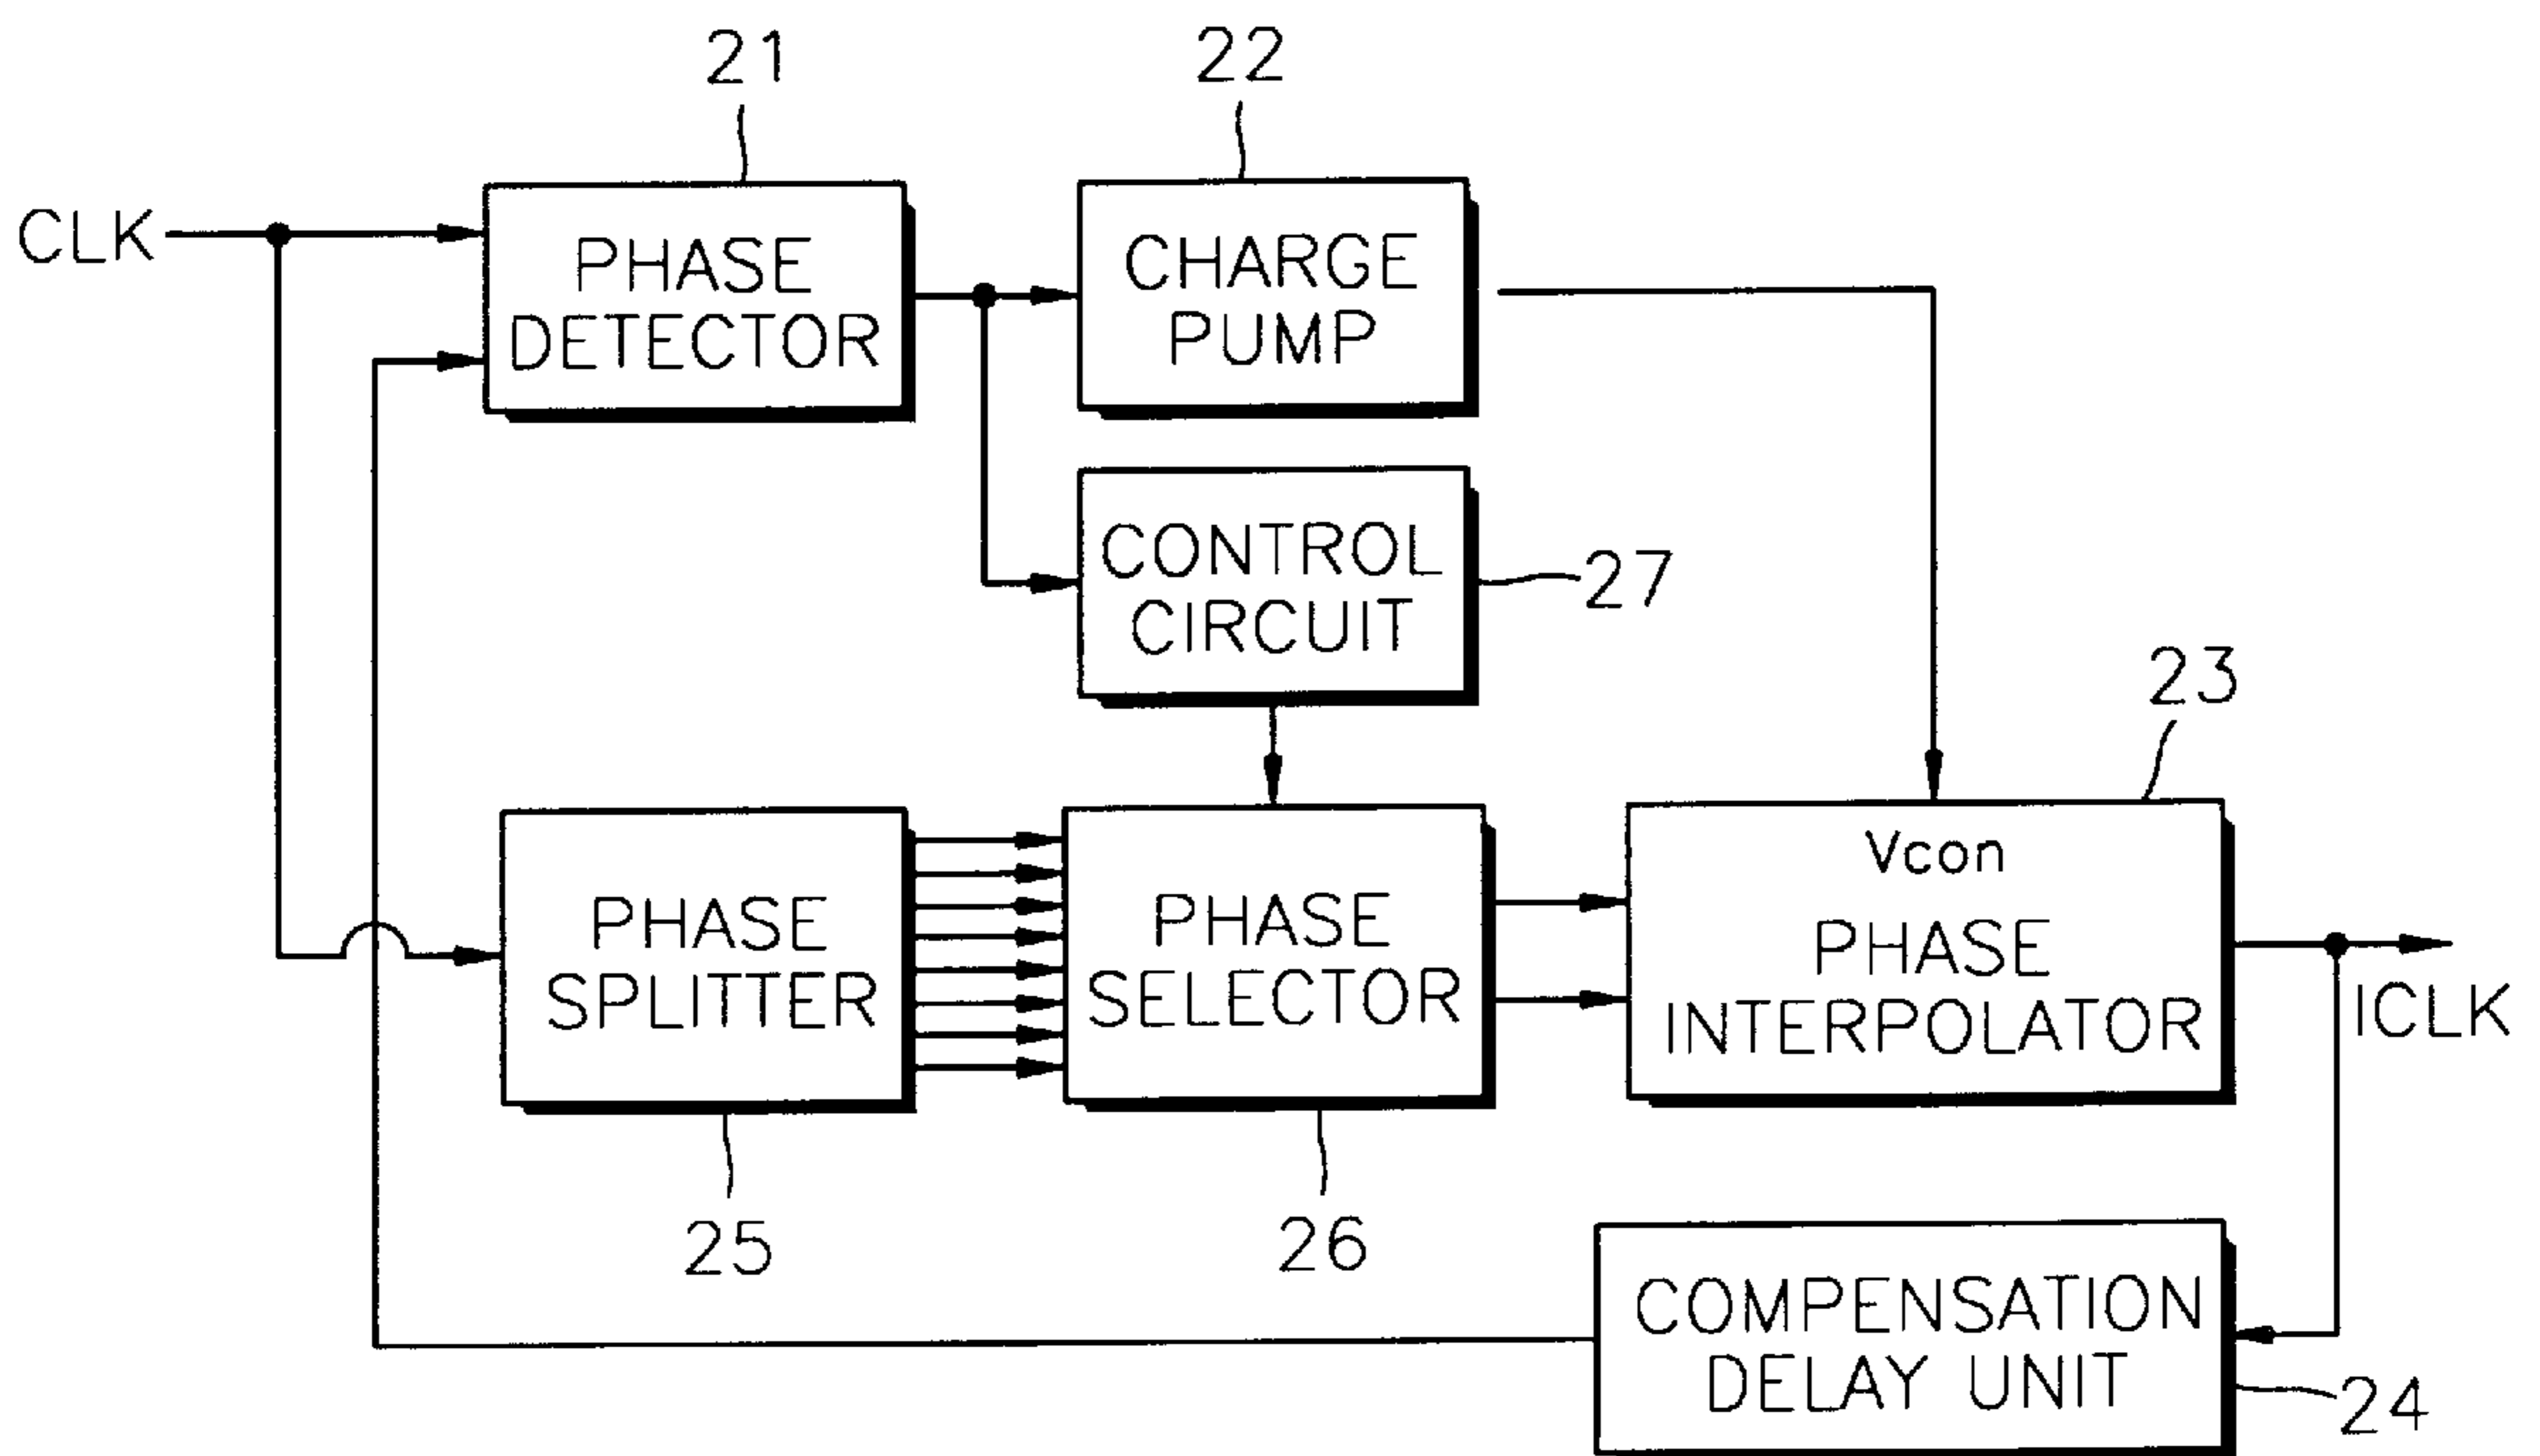 21
22
CLK
PHASE
DETECTOR
CHARGE
PUMP
CONTROL
CIRCUIT
27
23
PHASE
SPLITTER
PHASE
SELECTOR
Vcon
PHASE
INTERPOLATOR
ICLK
25
26
COMPENSATION
DELAY UNIT
24